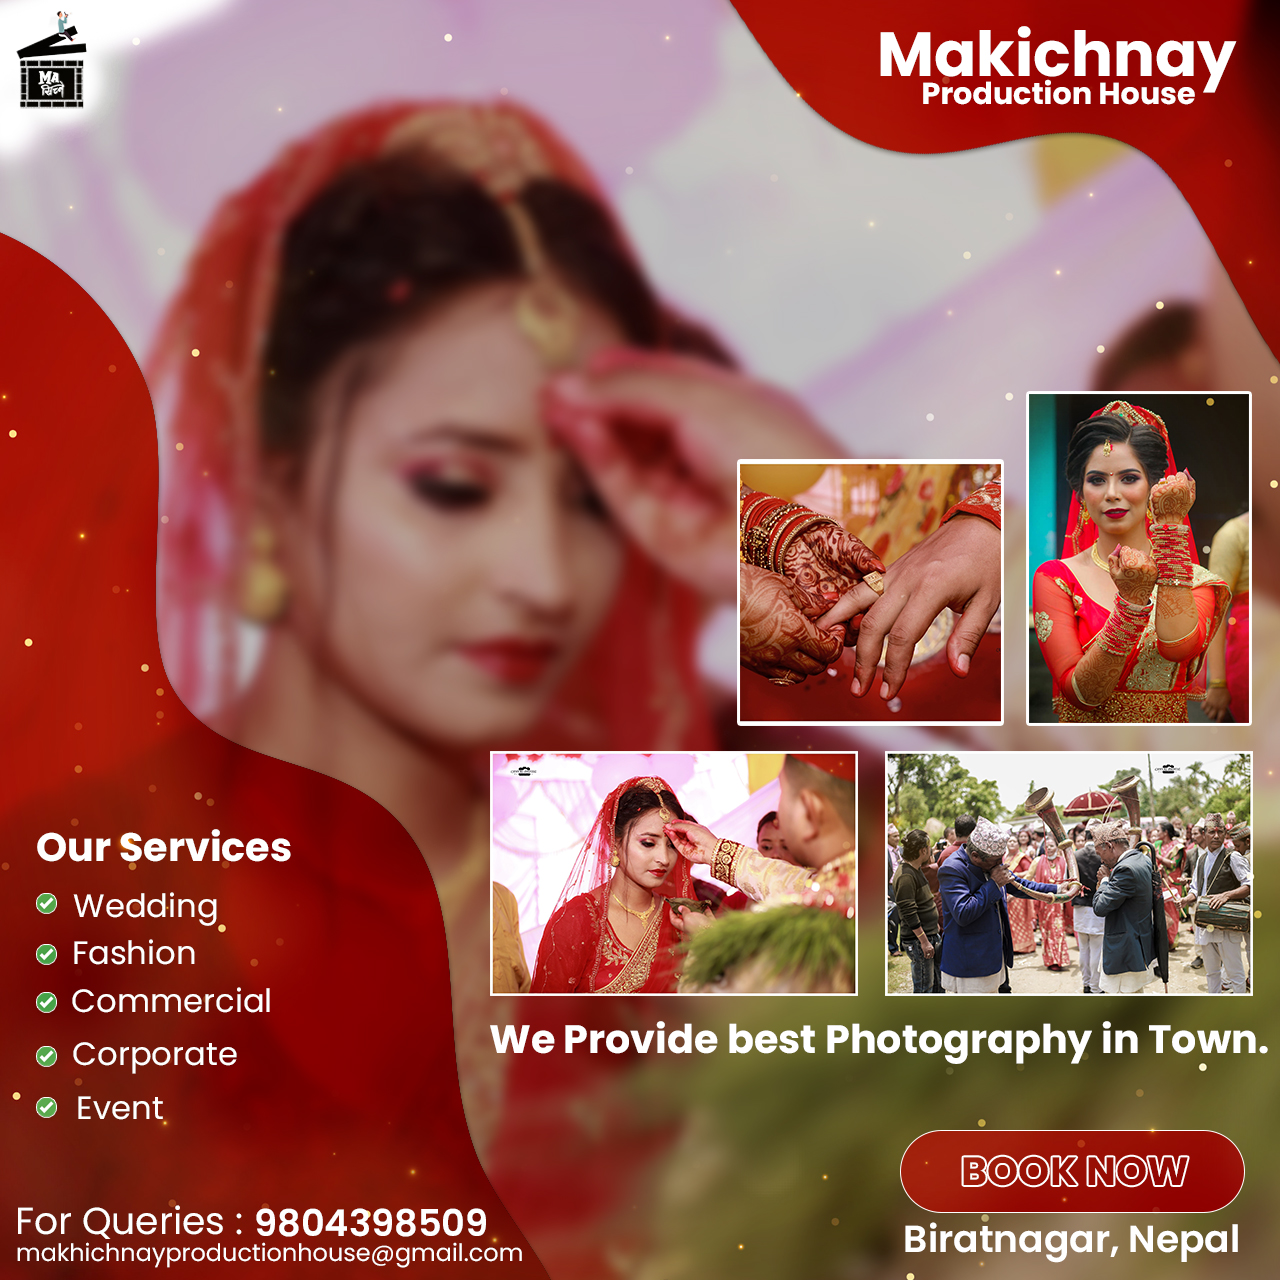 MA
खिच्ने
Makichnay
Production House
Our Services
Wedding
Fashion
Commercial
Corporate
Event
We Provide best Photography in Town.
BOOK NOW
For Queries : 9804398509
makhichnayproductionhouse@gmail.com
Biratnagar, Nepal